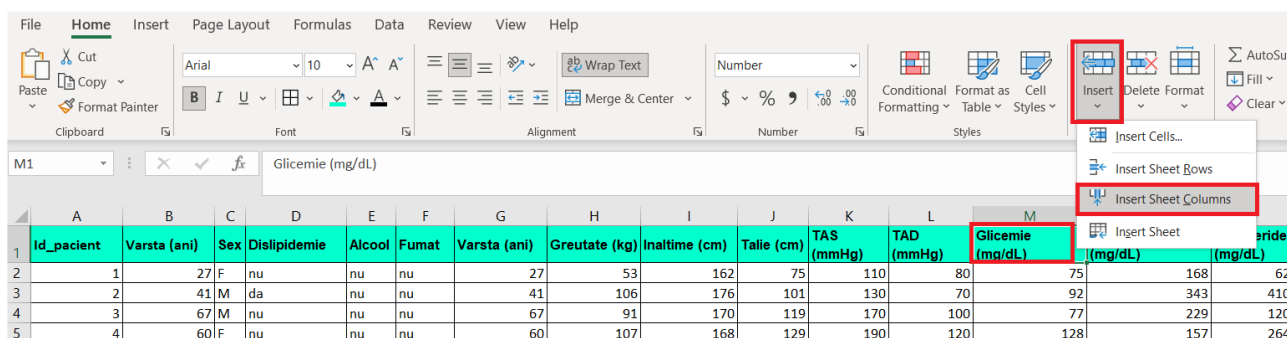 File Home Insert Page Layout Formulas Data Review View Help
Cut
Copy
Paste
Format Painter
Clipboard
Arial 10 A^ A˅
B I U A
Font
ab Wrap Text
Merge & Center
Alignment
Number
$ % 9 .00 .00
Number
Conditional Formatting
Format as Table
Cell Styles
Styles
Insert Delete Format
AutoSu
Fill
Clear
Insert Cells...
Insert Sheet Rows
Insert Sheet Columns
Insert Sheet
M1 fx Glicemie (mg/dL)
A B C D E F G H I J K L M
1 Id_pacient Varsta (ani) Sex Dislipidemie Alcool Fumat Varsta (ani) Greutate (kg) Inaltime (cm) Talie (cm) TAS (mmHg) TAD (mmHg) Glicemie (mg/dL) (mg/dL) eride (mg/dL)
2 1 27 F nu nu nu 27 53 162 75 110 80 75 168 62
3 2 41 M da nu nu 41 106 176 101 130 70 92 343 410
4 3 67 M nu nu nu 67 91 170 119 170 100 77 229 120
5 4 60 F nu nu nu 60 107 168 129 190 120 128 157 264